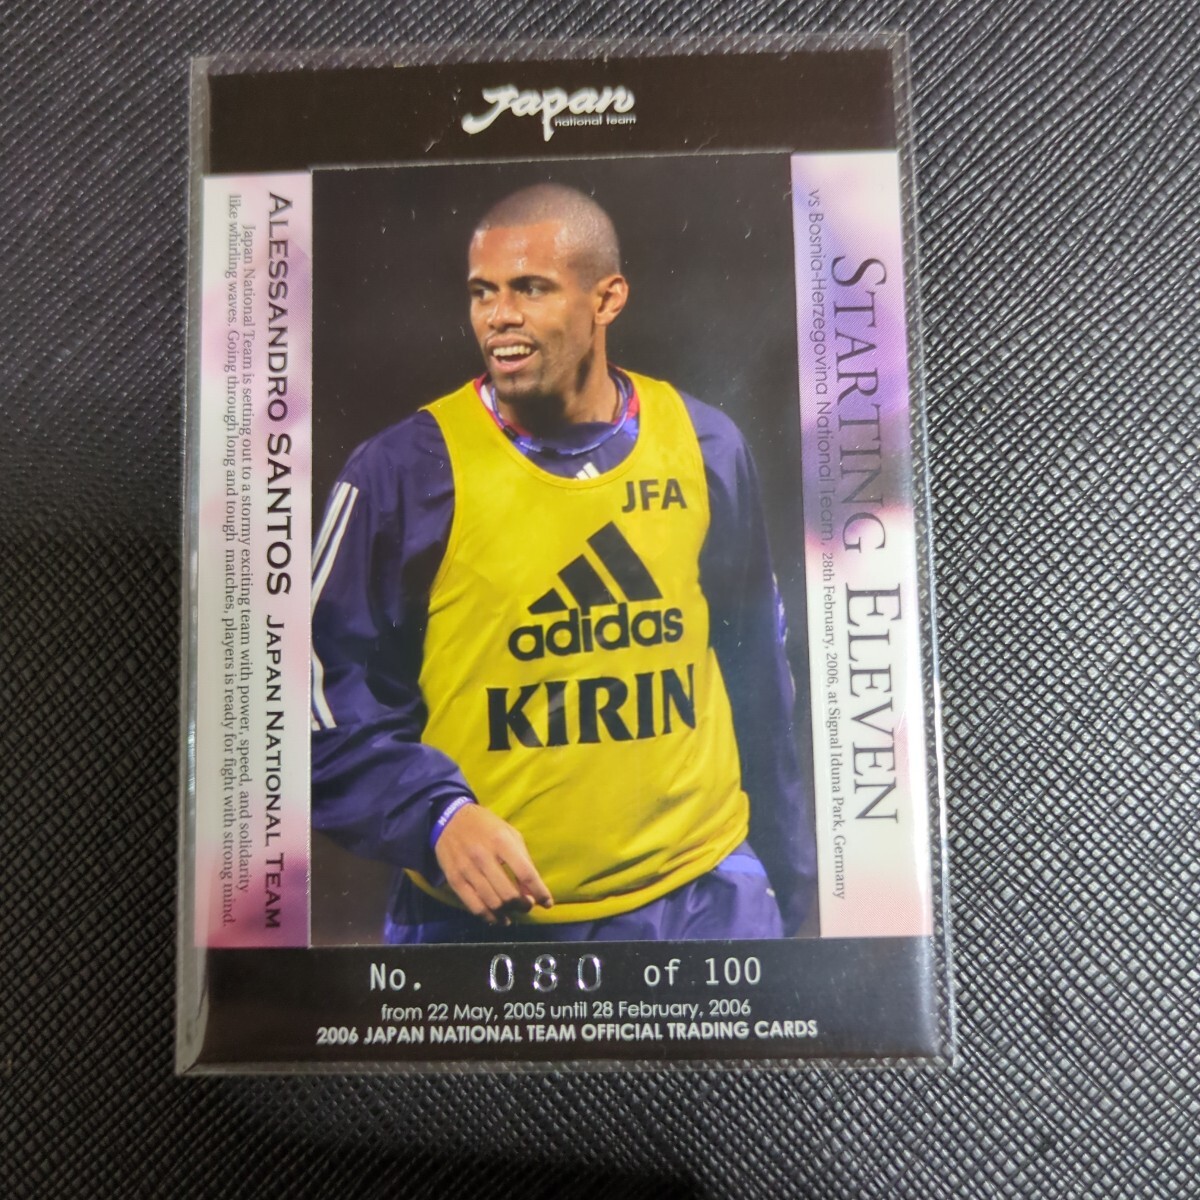 Japan
national team
STARTING ELEVEN
vs Bosnia-Herzegovina National Team, 28th February, 2006, at Signal Iduna Park, Germany
ALESSANDRO SANTOS JAPAN NATIONAL TEAM
Japan National Team is setting out to a stormy exciting team with power, speed, and solidarity
like whirling waves. Going through long and tough matches, players is ready for fight with strong mind.
JFA
adidas
KIRIN
No. 080 of 100
from 22 May, 2005 until 28 February, 2006
2006 JAPAN NATIONAL TEAM OFFICIAL TRADING CARDS